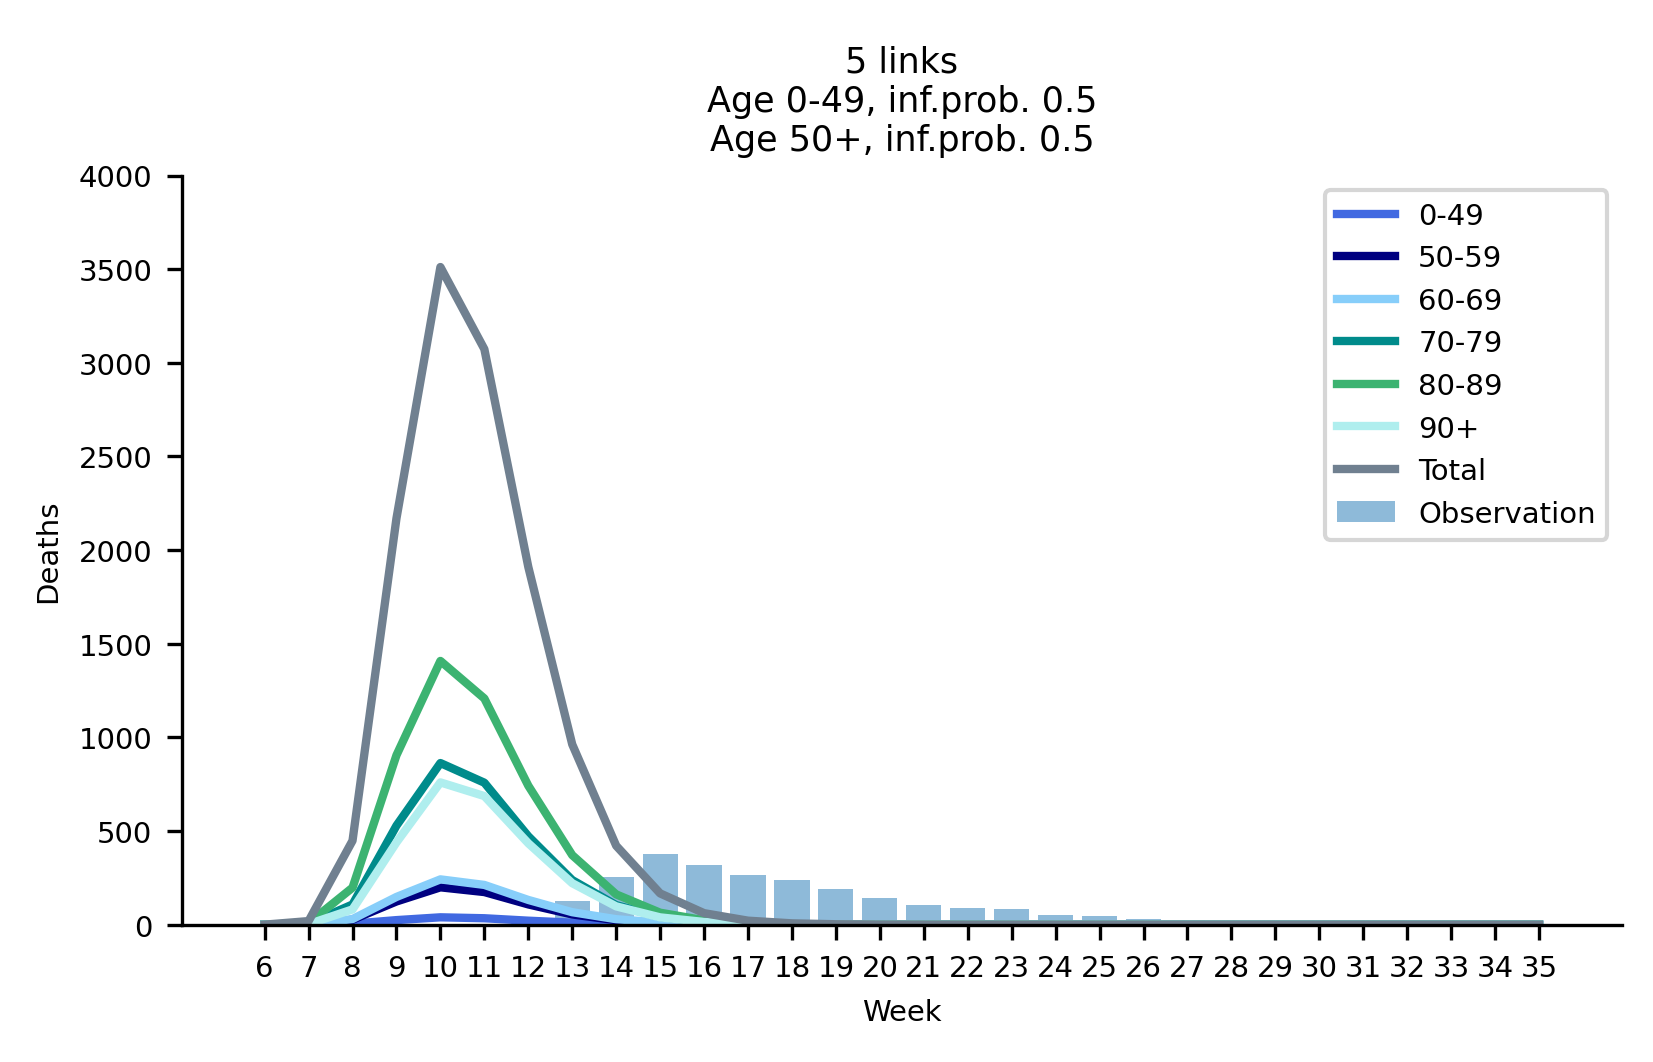 5 links
Age 0-49, inf.prob. 0.5
Age 50+, inf.prob. 0.5
4000
3500
3000
2500
2000
1500
1000
500
0
Deaths
0-49
50-59
60-69
70-79
80-89
90+
Total
Observation
6 7 8 9 10 11 12 13 14 15 16 17 18 19 20 21 22 23 24 25 26 27 28 29 30 31 32 33 34 35
Week